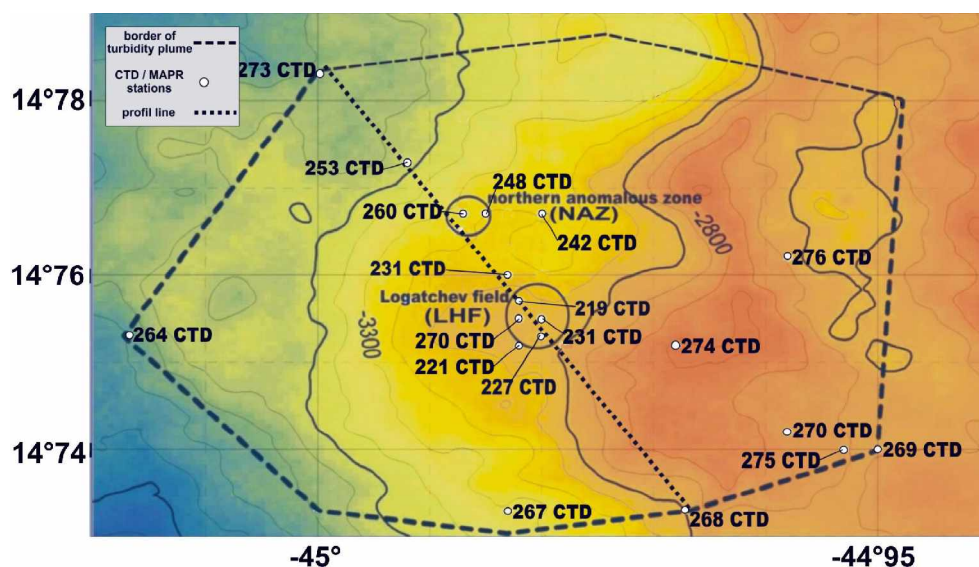 border of
turbidity plume
CTD / MAPR
stations
profil line
273 CTD
14°78
253 CTD
248 CTD
northern anomalous zone
260 CTD
(NAZ)
242 CTD
-2800
276 CTD
231 CTD
14°76
Logatchev field
219 CTD
(LHF)
-3300
264 CTD
270 CTD
231 CTD
274 CTD
221 CTD
227 CTD
270 CTD
14°74
275 CTD
269 CTD
267 CTD
268 CTD
-45°
-44°95